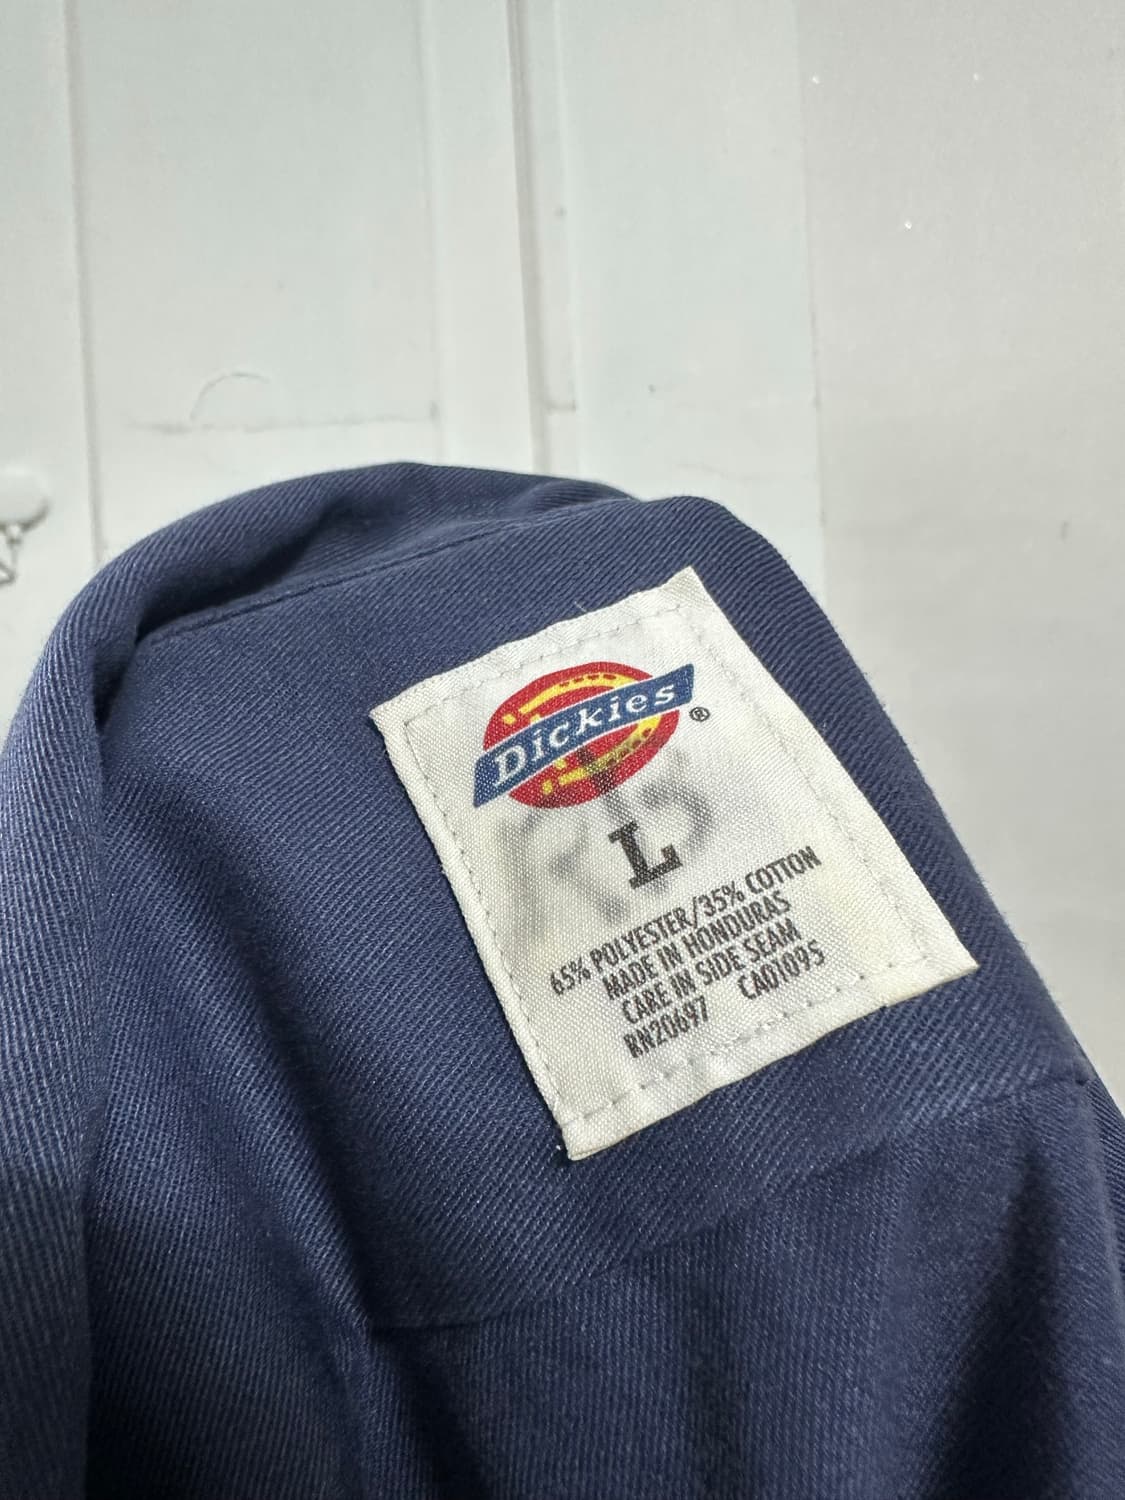 Dickies ®
L
65% POLYESTER/35% COTTON
MADE IN HONDURAS
CARE IN SIDE SEAM
RN20697 CA01095